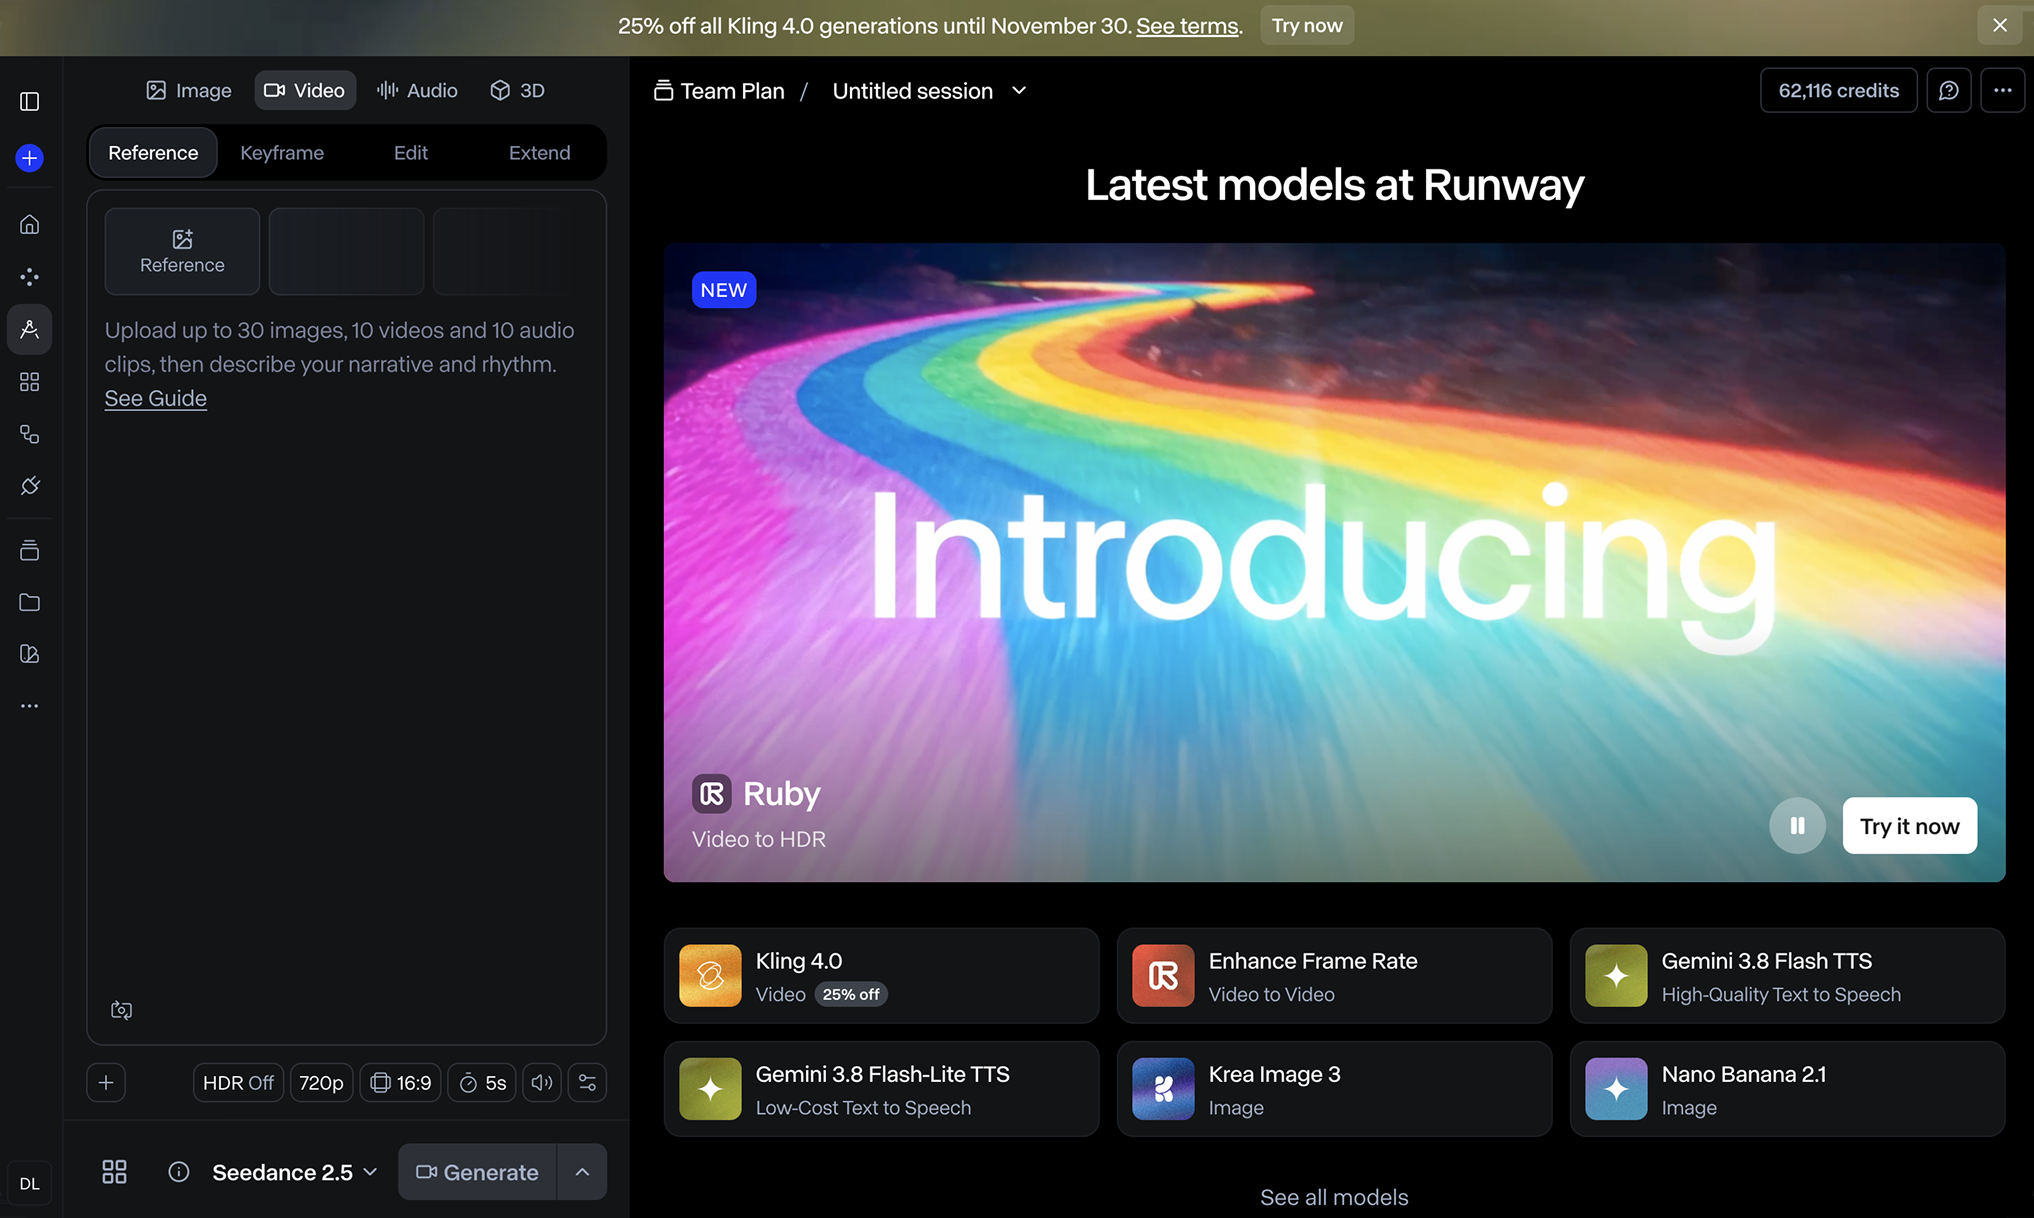 25% off all Kling 4.0 generations until November 30. See terms. Try now
Image Video Audio 3D
Team Plan / Untitled session
62,116 credits
Reference Keyframe Edit Extend
Reference
Upload up to 30 images, 10 videos and 10 audio
clips, then describe your narrative and rhythm.
See Guide
HDR Off 720p 16:9 5s
Seedance 2.5 Generate
DL
Latest models at Runway
NEW
Introducing
Ruby
Video to HDR
Try it now
Kling 4.0
Video 25% off
Enhance Frame Rate
Video to Video
Gemini 3.8 Flash TTS
High-Quality Text to Speech
Gemini 3.8 Flash-Lite TTS
Low-Cost Text to Speech
Krea Image 3
Image
Nano Banana 2.1
Image
See all models